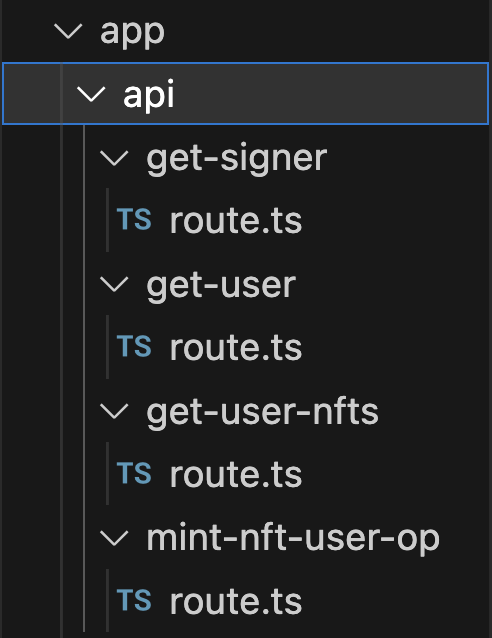 app
api
get-signer
TS route.ts
get-user
TS route.ts
get-user-nfts
TS route.ts
mint-nft-user-op
TS route.ts